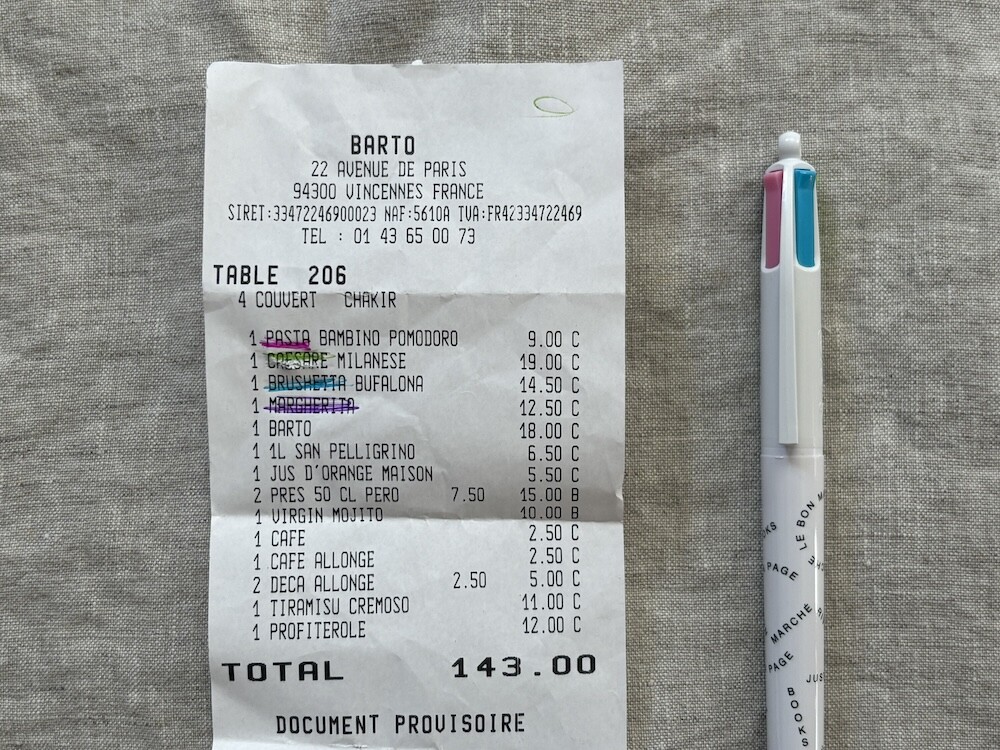 BARTO
22 AVENUE DE PARIS
94300 VINCENNES FRANCE
SIRET:33472246900023 NAF:5610A TVA:FR42334722469
TEL : 01 43 65 00 73
TABLE 206
4 COUVERT CHAKIR
1 PASTA BAMBINO POMODORO 9.00 C
1 CAESARE MILANESE 19.00 C
1 BRUSHETTA BUFALONA 14.50 C
1 MARGHERITA 12.50 C
1 BARTO 18.00 C
1 1L SAN PELLIGRINO 6.50 C
1 JUS D'ORANGE MAISON 5.50 C
2 PRES 50 CL PERO 7.50 15.00 B
1 VIRGIN MOJITO 10.00 B
1 CAFE 2.50 C
1 CAFE ALLONGE 2.50 C
2 DECA ALLONGE 2.50 5.00 C
1 TIRAMISU CREMOSO 11.00 C
1 PROFITEROLE 12.00 C
TOTAL 143.00
DOCUMENT PROVISOIRE
LE BON
PAGE
MARCHÉ
PAGE
BOOKS